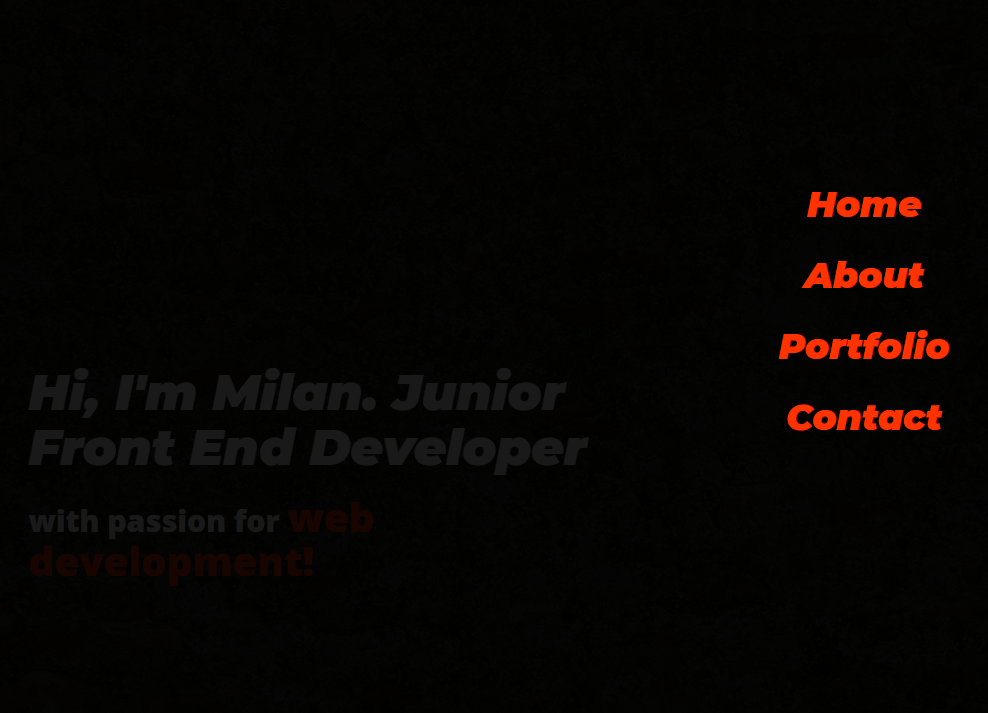 Home
About
Portfolio
Contact
Hi, I'm Milan. Junior
Front End Developer
with passion for web
development!